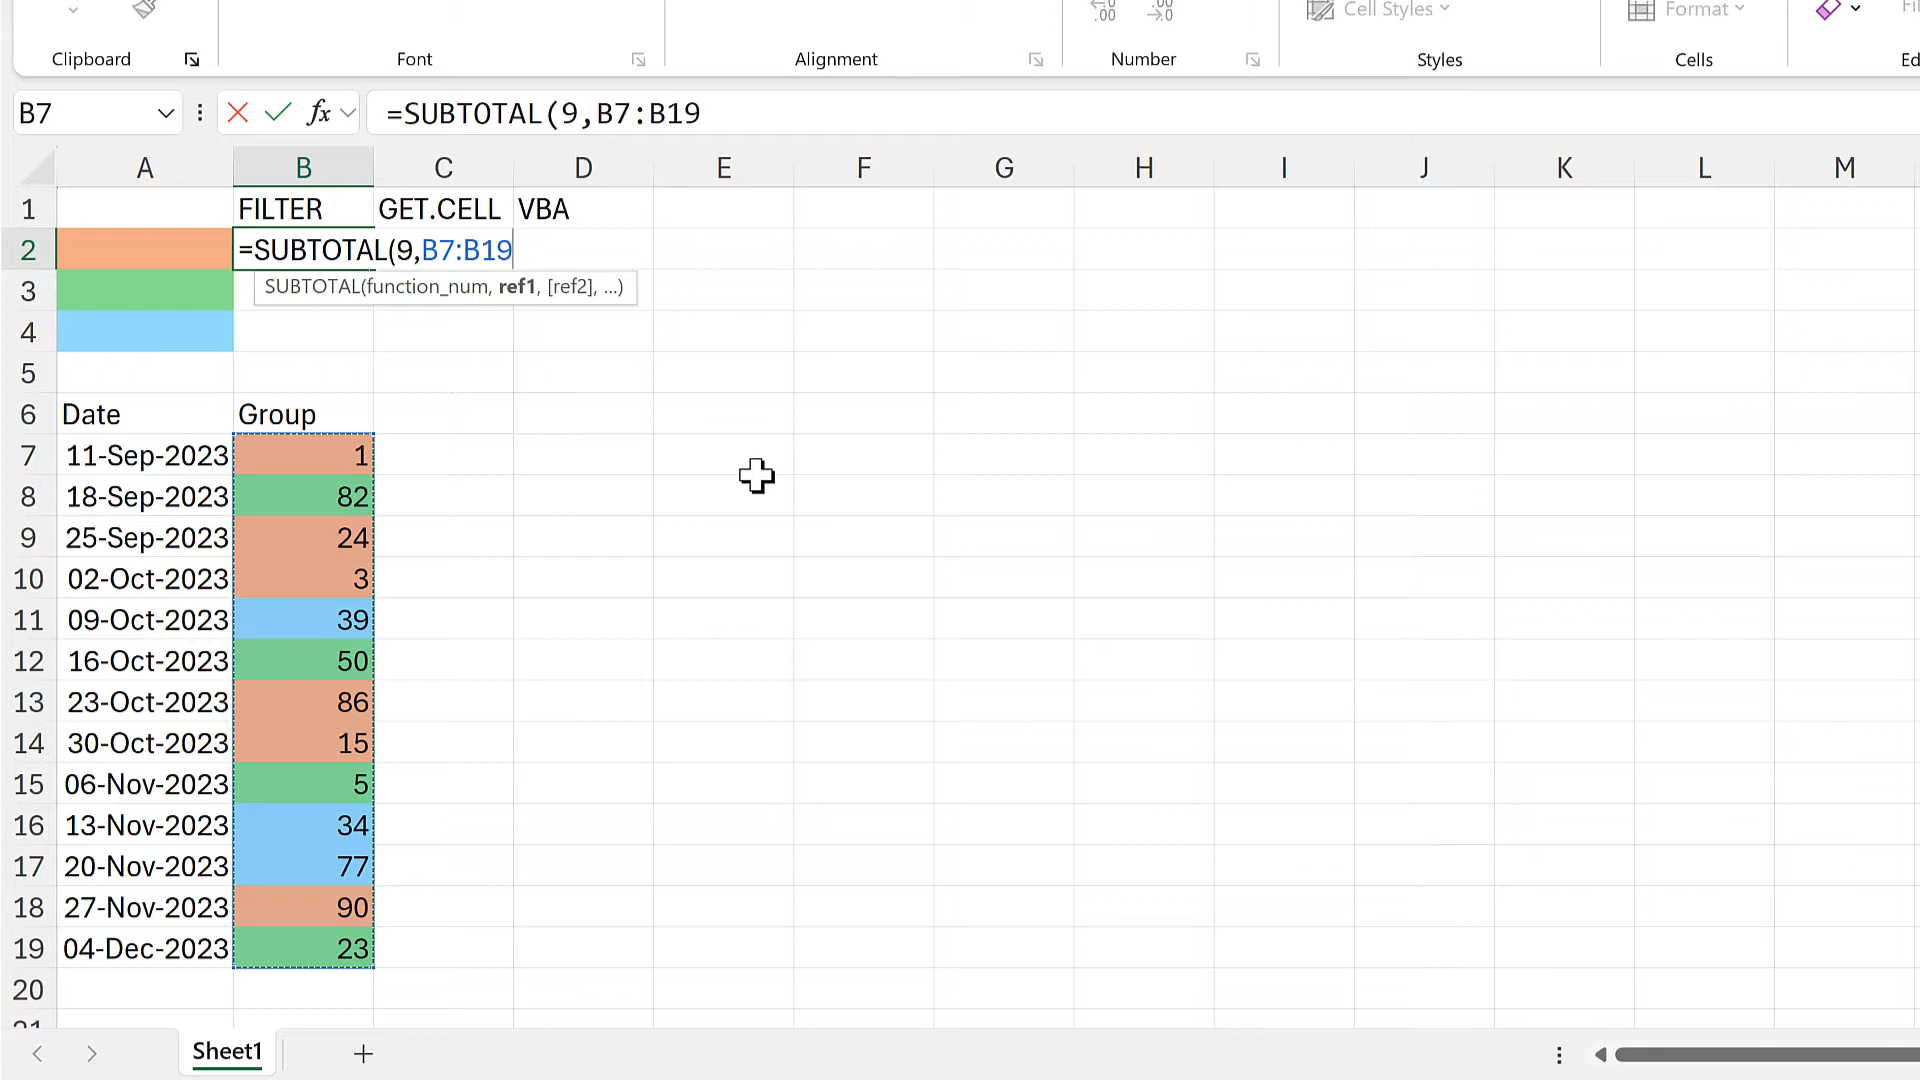 .00 .00 Cell Styles Format
Clipboard Font Alignment Number Styles Cells
B7 fx =SUBTOTAL(9,B7:B19
A B C D E F G H I J K L M
1 FILTER GET.CELL VBA
2 =SUBTOTAL(9,B7:B19
3 SUBTOTAL(function_num, ref1, [ref2], ...)
4
5
6 Date Group
7 11-Sep-2023 1
8 18-Sep-2023 82
9 25-Sep-2023 24
10 02-Oct-2023 3
11 09-Oct-2023 39
12 16-Oct-2023 50
13 23-Oct-2023 86
14 30-Oct-2023 15
15 06-Nov-2023 5
16 13-Nov-2023 34
17 20-Nov-2023 77
18 27-Nov-2023 90
19 04-Dec-2023 23
20
Sheet1